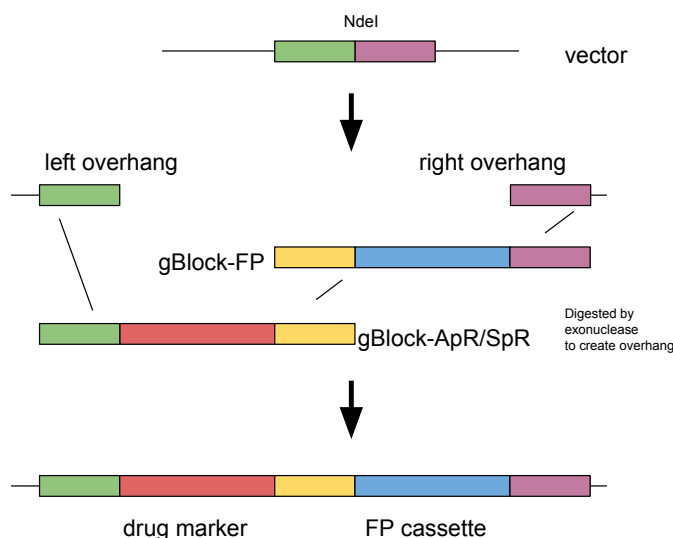 NdeI
vector
left overhang
right overhang
gBlock-FP
gBlock-ApR/SpR
Digested by
exonuclease
to create overhang
drug marker
FP cassette